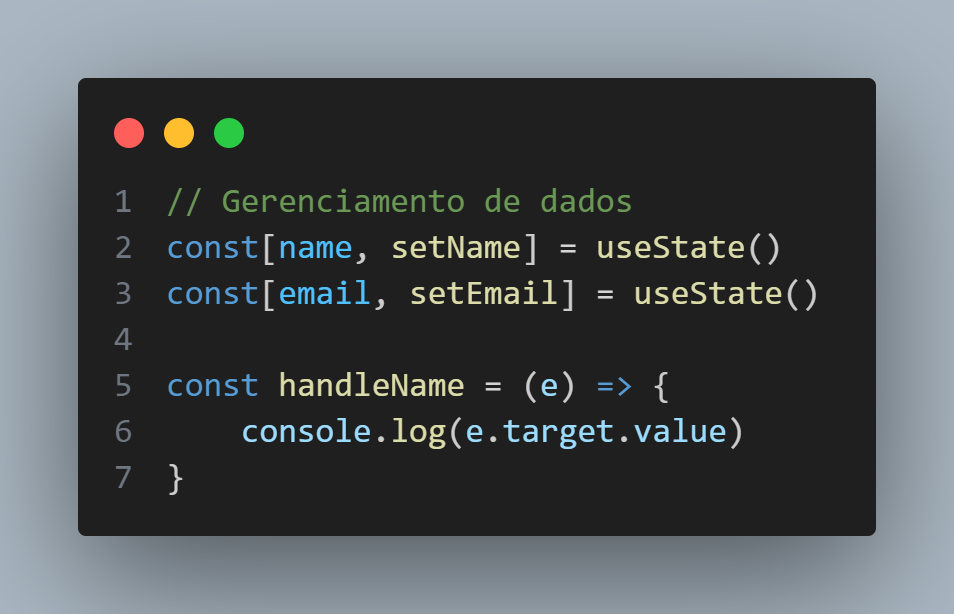 1 // Gerenciamento de dados
2 const[name, setName] = useState()
3 const[email, setEmail] = useState()
4
5 const handleName = (e) => {
6     console.log(e.target.value)
7 }